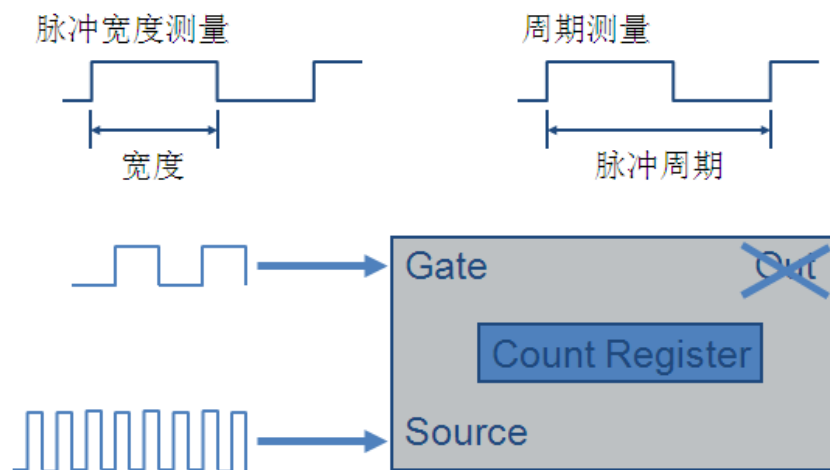 脉冲宽度测量
周期测量
宽度
脉冲周期
Gate
Out
Count Register
Source